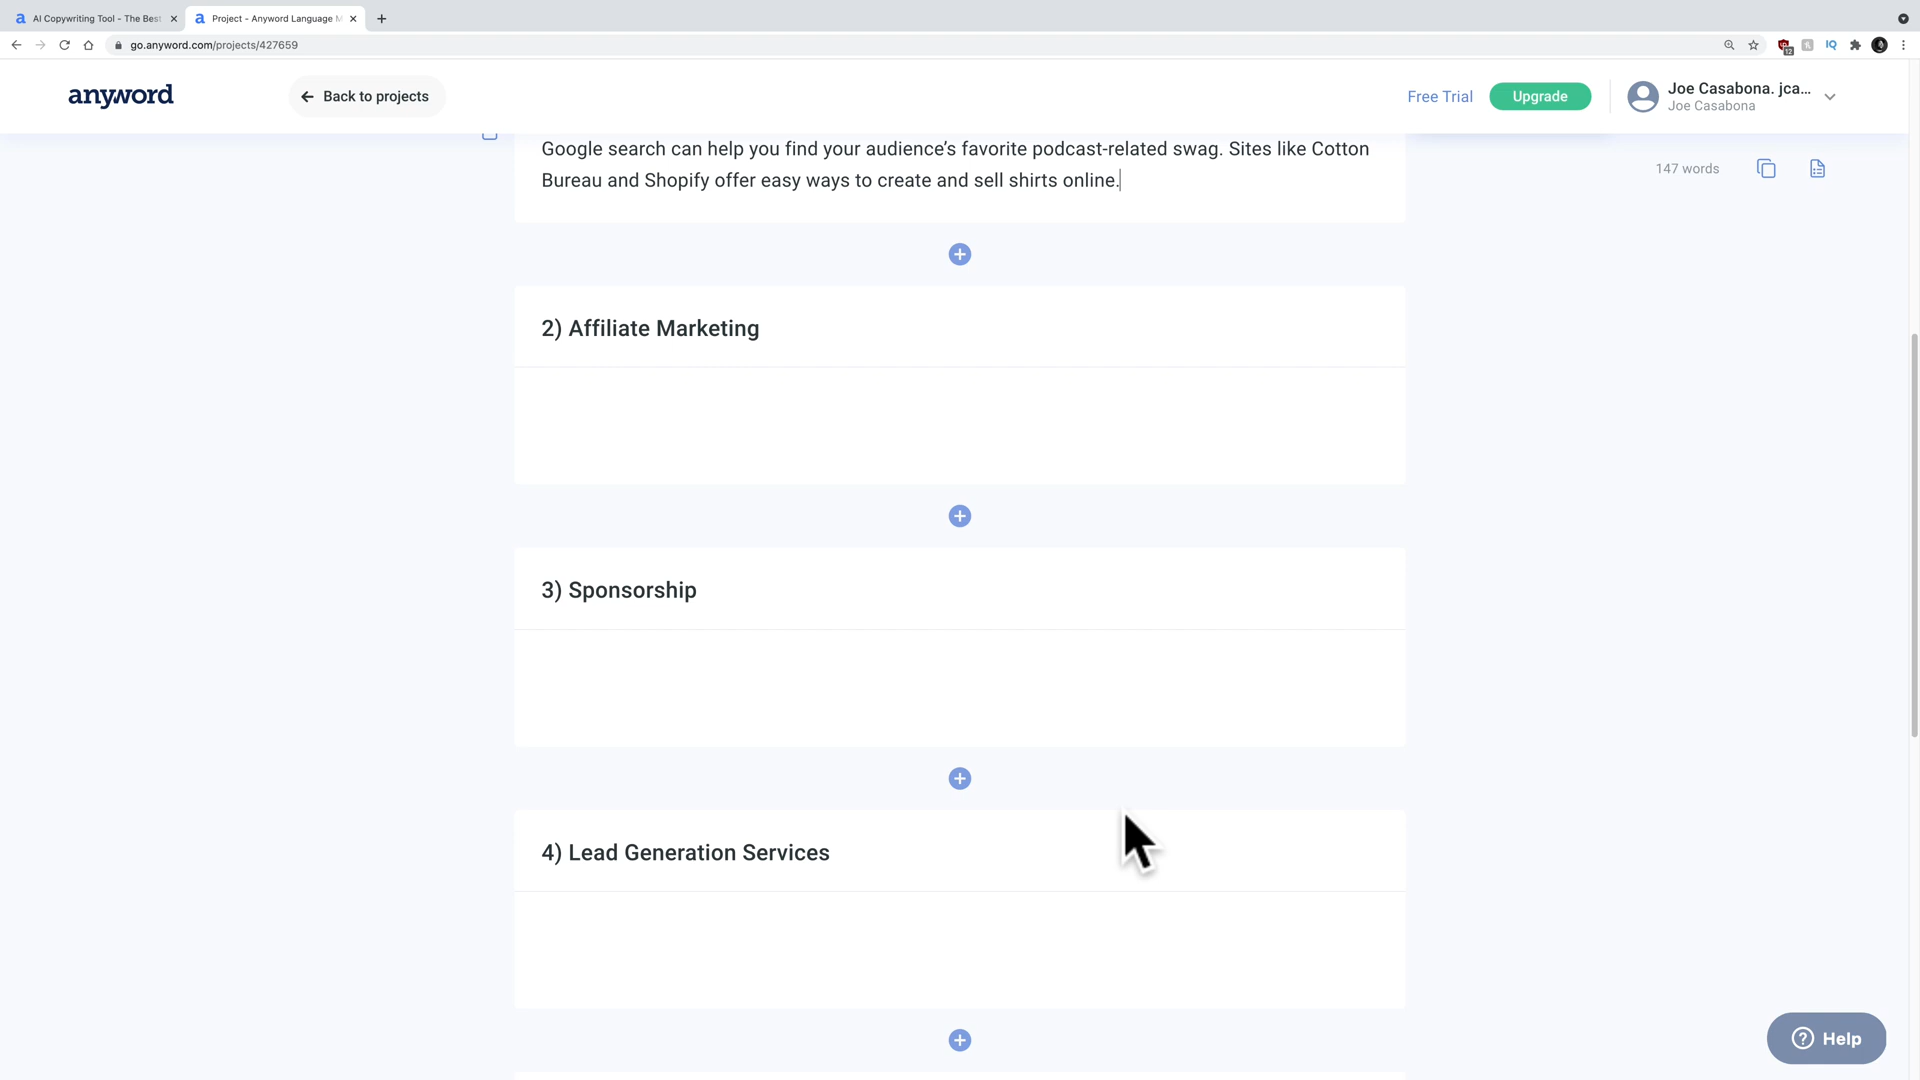 AI Copywriting Tool - The Best
Project - Anyword Language M
go.anyword.com/projects/427659
12
IQ
anyword
Back to projects
Free Trial
Upgrade
Joe Casabona. jca...
Joe Casabona
Google search can help you find your audience's favorite podcast-related swag. Sites like Cotton
Bureau and Shopify offer easy ways to create and sell shirts online.
147 words
2) Affiliate Marketing
3) Sponsorship
4) Lead Generation Services
Help